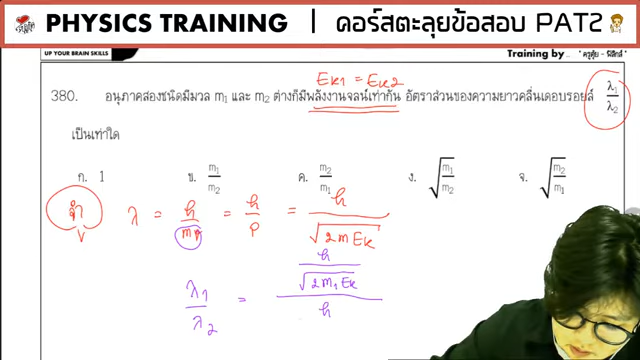 PHYSICS TRAINING | คอร์สตะลุยข้อสอบ PAT2
UP YOUR BRAIN SKILLS
Training by
Ek1 = Ek2
380. อนุภาคสองชนิดมีมวล m1 และ m2 ต่างก็มีพลังงานจลน์เท่ากัน อัตราส่วนของความยาวคลื่นเดอบรอยล์ λ1/λ2
เป็นเท่าใด
ก. 1 ข. m1/m2 ค. m2/m1 ง. √(m1/m2) จ. √(m2/m1)
จำ λ = h/mv = h/p = h/√(2mEk)
λ1/λ2 = h/√(2m1Ek) / h